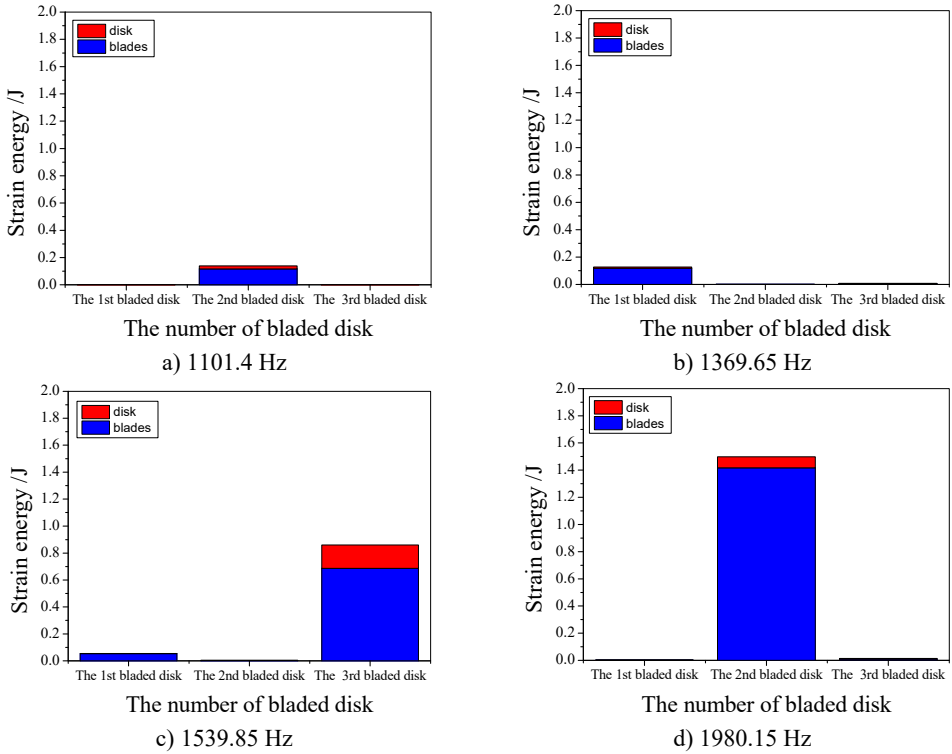 2.0
1.8
1.6
1.4
1.2
1.0
0.8
0.6
0.4
0.2
0.0
Strain energy /J
disk
blades
The 1st bladed disk The 2nd bladed disk The 3rd bladed disk
The number of bladed disk
a) 1101.4 Hz
2.0
1.8
1.6
1.4
1.2
1.0
0.8
0.6
0.4
0.2
0.0
Strain energy /J
disk
blades
The 1st bladed disk The 2nd bladed disk The 3rd bladed disk
The number of bladed disk
b) 1369.65 Hz
2.0
1.8
1.6
1.4
1.2
1.0
0.8
0.6
0.4
0.2
0.0
Strain energy /J
disk
blades
The 1st bladed disk The 2nd bladed disk The 3rd bladed disk
The number of bladed disk
c) 1539.85 Hz
2.0
1.8
1.6
1.4
1.2
1.0
0.8
0.6
0.4
0.2
0.0
Strain energy /J
disk
blades
The 1st bladed disk The 2nd bladed disk The 3rd bladed disk
The number of bladed disk
d) 1980.15 Hz